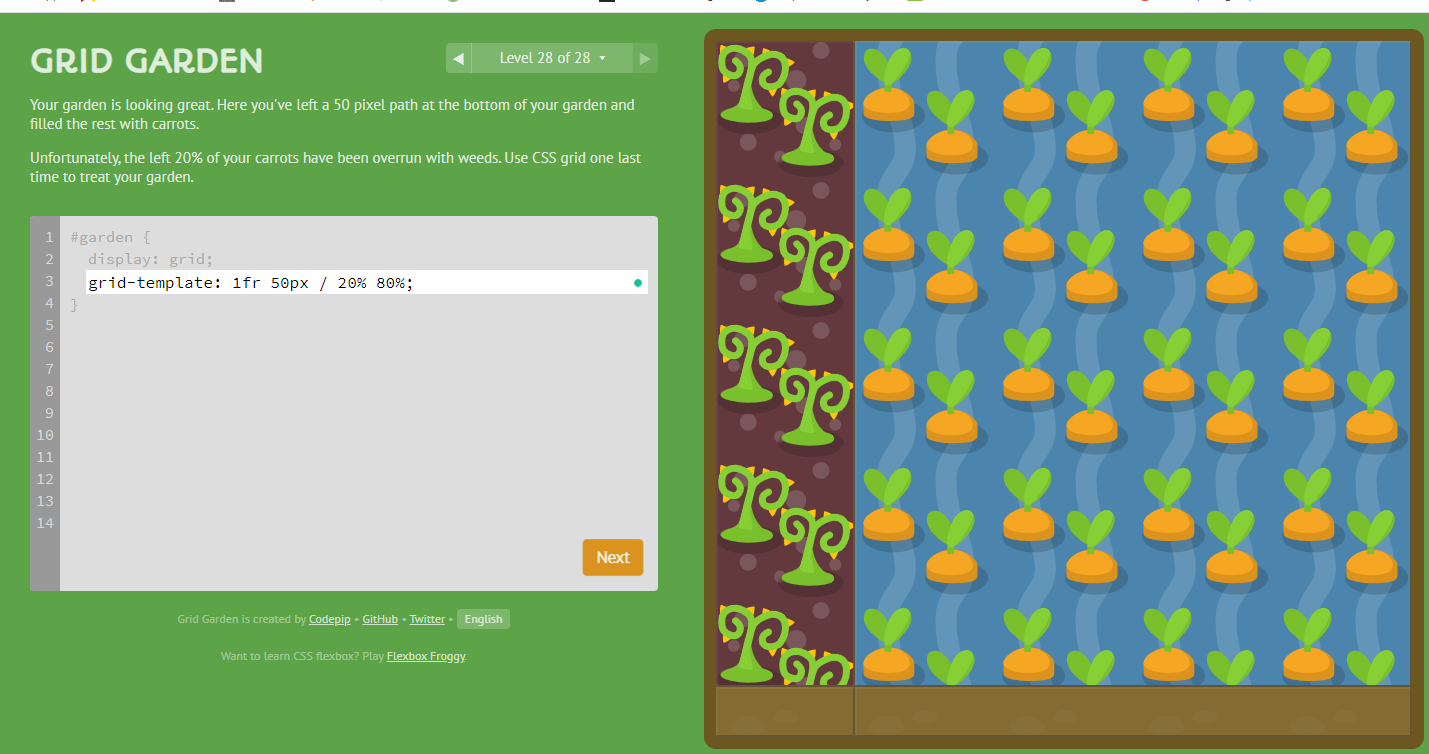 GRID GARDEN
◀ Level 28 of 28 ▾ ▶
Your garden is looking great. Here you've left a 50 pixel path at the bottom of your garden and
filled the rest with carrots.
Unfortunately, the left 20% of your carrots have been overrun with weeds. Use CSS grid one last
time to treat your garden.
1 #garden {
2 display: grid;
3 grid-template: 1fr 50px / 20% 80%;
4 }
5
6
7
8
9
10
11
12
13
14
Next
Grid Garden is created by Codepip • GitHub • Twitter • English
Want to learn CSS flexbox? Play Flexbox Froggy.